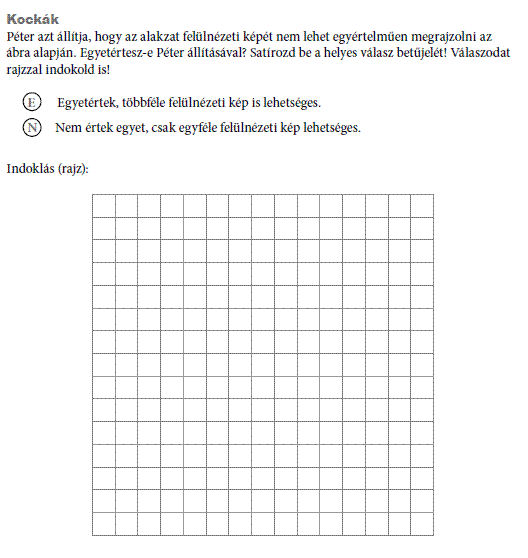 Kockák
Péter azt állítja, hogy az alakzat felülnézeti képét nem lehet egyértelműen megrajzolni az
ábra alapján. Egyetértesz-e Péter állításával? Satírozd be a helyes válasz betűjelét! Válaszodat
rajzzal indokold is!
E Egyetértek, többféle felülnézeti kép is lehetséges.
N Nem értek egyet, csak egyféle felülnézeti kép lehetséges.
Indoklás (rajz):